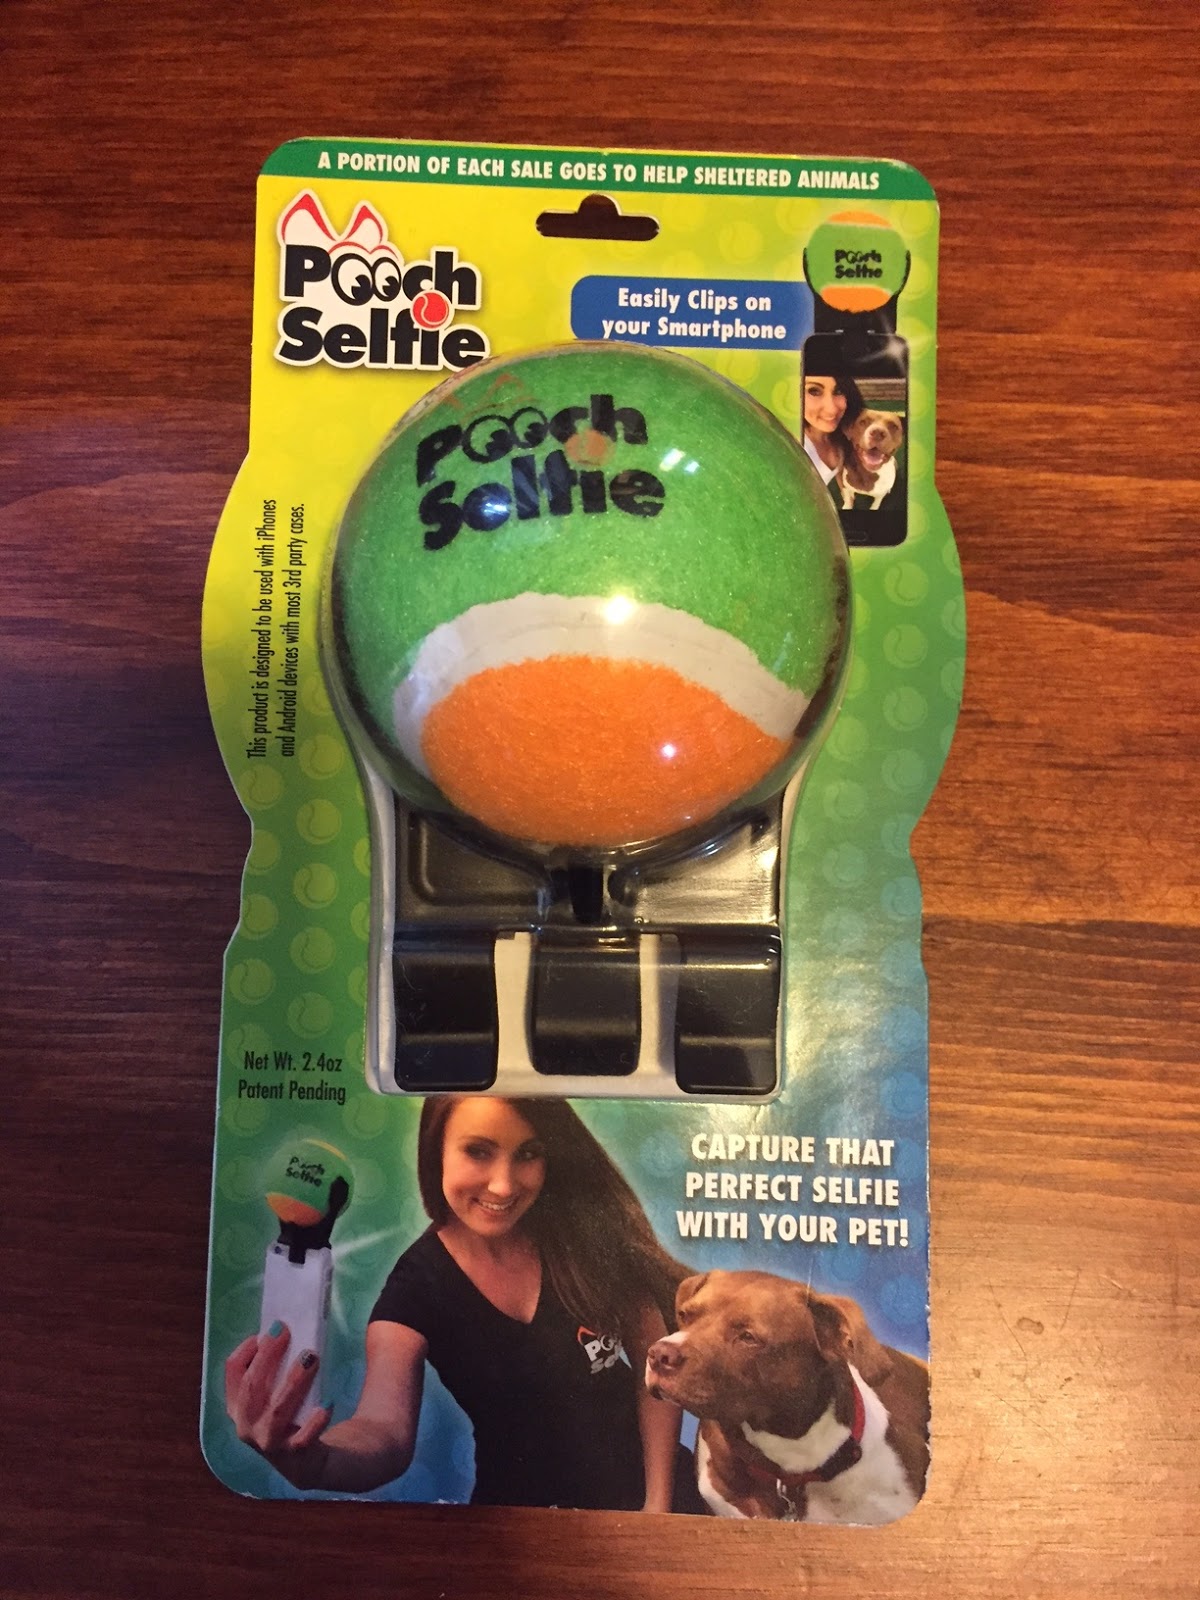 A PORTION OF EACH SALE GOES TO HELP SHELTERED ANIMALS
Pooch
Selfie
Easily Clips on
your Smartphone
Pooch
Selfie
Pooch
Selfie
This product is designed to be used with iPhones
and Android devices with most 3rd party cases.
Net Wt. 2.4oz
Patent Pending
Pooch
Selfie
CAPTURE THAT
PERFECT SELFIE
WITH YOUR PET!